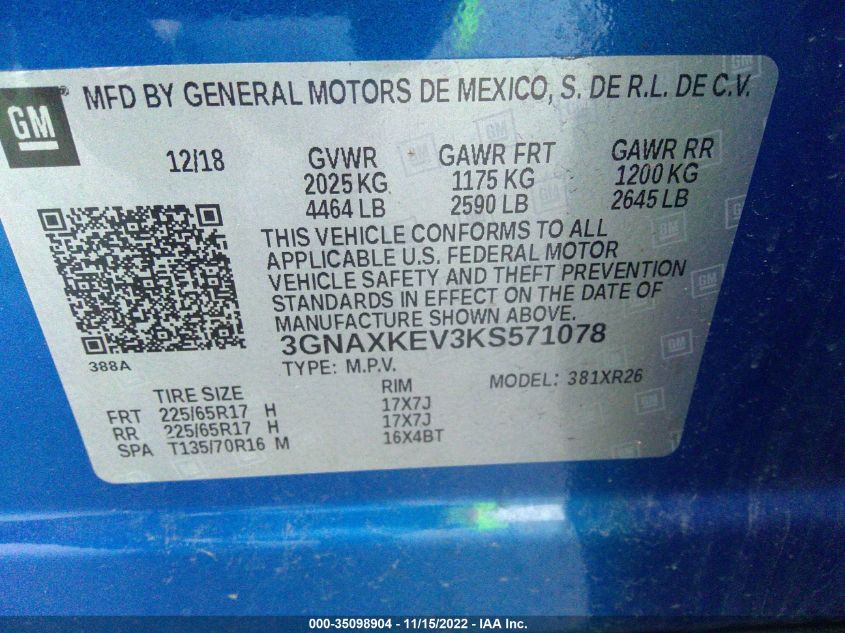 GM®
MFD BY GENERAL MOTORS DE MEXICO, S. DE R.L. DE C.V.
12/18 GVWR GAWR FRT GAWR RR
2025 KG 1175 KG 1200 KG
4464 LB 2590 LB 2645 LB
THIS VEHICLE CONFORMS TO ALL
APPLICABLE U.S. FEDERAL MOTOR
VEHICLE SAFETY AND THEFT PREVENTION
STANDARDS IN EFFECT ON THE DATE OF
MANUFACTURE SHOWN ABOVE.
3GNAXKEV3KS571078
388A
TYPE: M.P.V. MODEL: 381XR26
TIRE SIZE RIM
FRT 225/65R17 H 17X7J
RR 225/65R17 H 17X7J
SPA T135/70R16 M 16X4BT
000-35098904 - 11/15/2022 - IAA Inc.